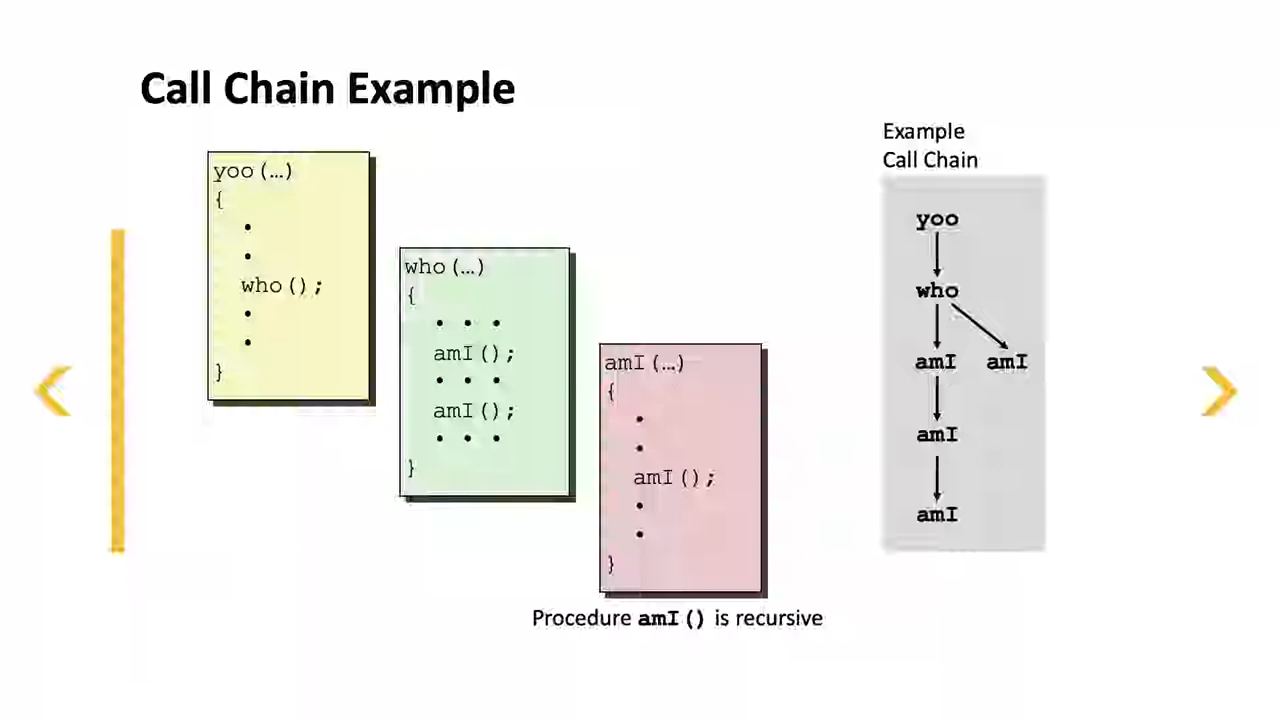 Call Chain Example
yoo(…)
{
•
•
who();
•
•
}
who(…)
{
• • •
amI();
• • •
amI();
• • •
}
amI(…)
{
•
•
amI();
•
•
}
Procedure amI() is recursive
Example
Call Chain
yoo
who
amI amI
amI
amI